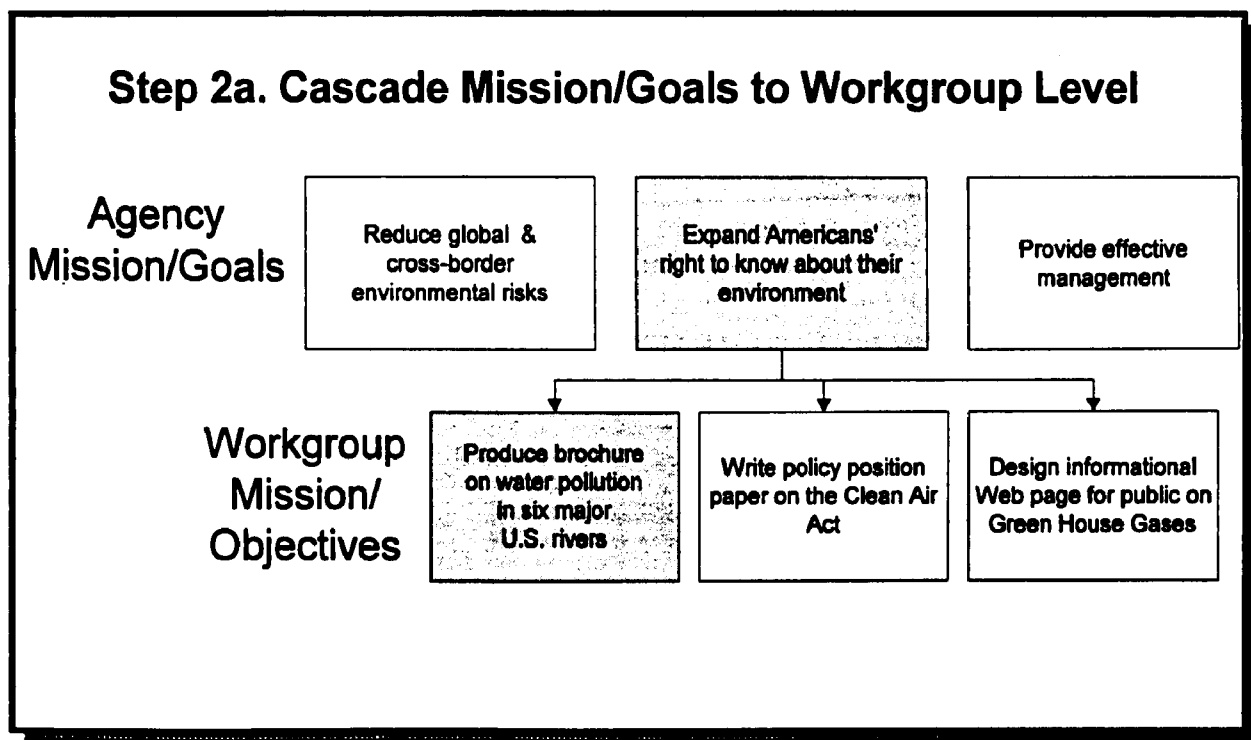 Step 2a. Cascade Mission/Goals to Workgroup Level
Agency
Mission/Goals
Reduce global &
cross-border
environmental risks
Expand Americans'
right to know about their
environment
Provide effective
management
Workgroup
Mission/
Objectives
Produce brochure
on water pollution
in six major
U.S. rivers
Write policy position
paper on the Clean Air
Act
Design informational
Web page for public on
Green House Gases